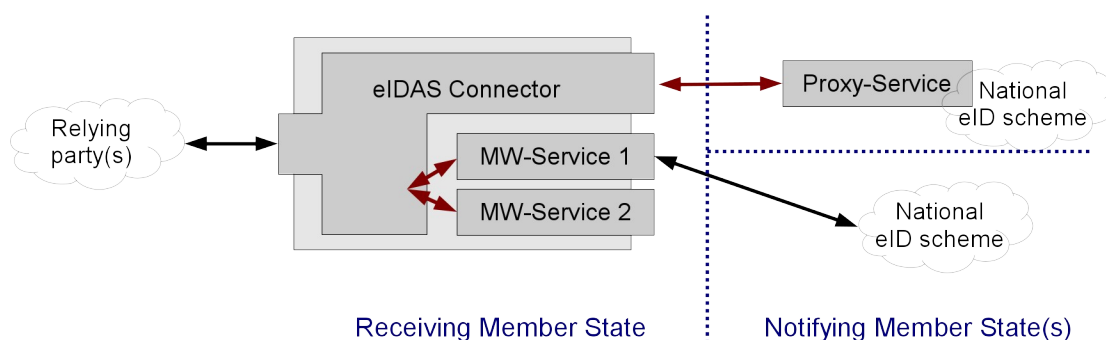 Relying
party(s)
eIDAS Connector
MW-Service 1
MW-Service 2
Proxy-Service
National
eID scheme
National
eID scheme
Receiving Member State
Notifying Member State(s)